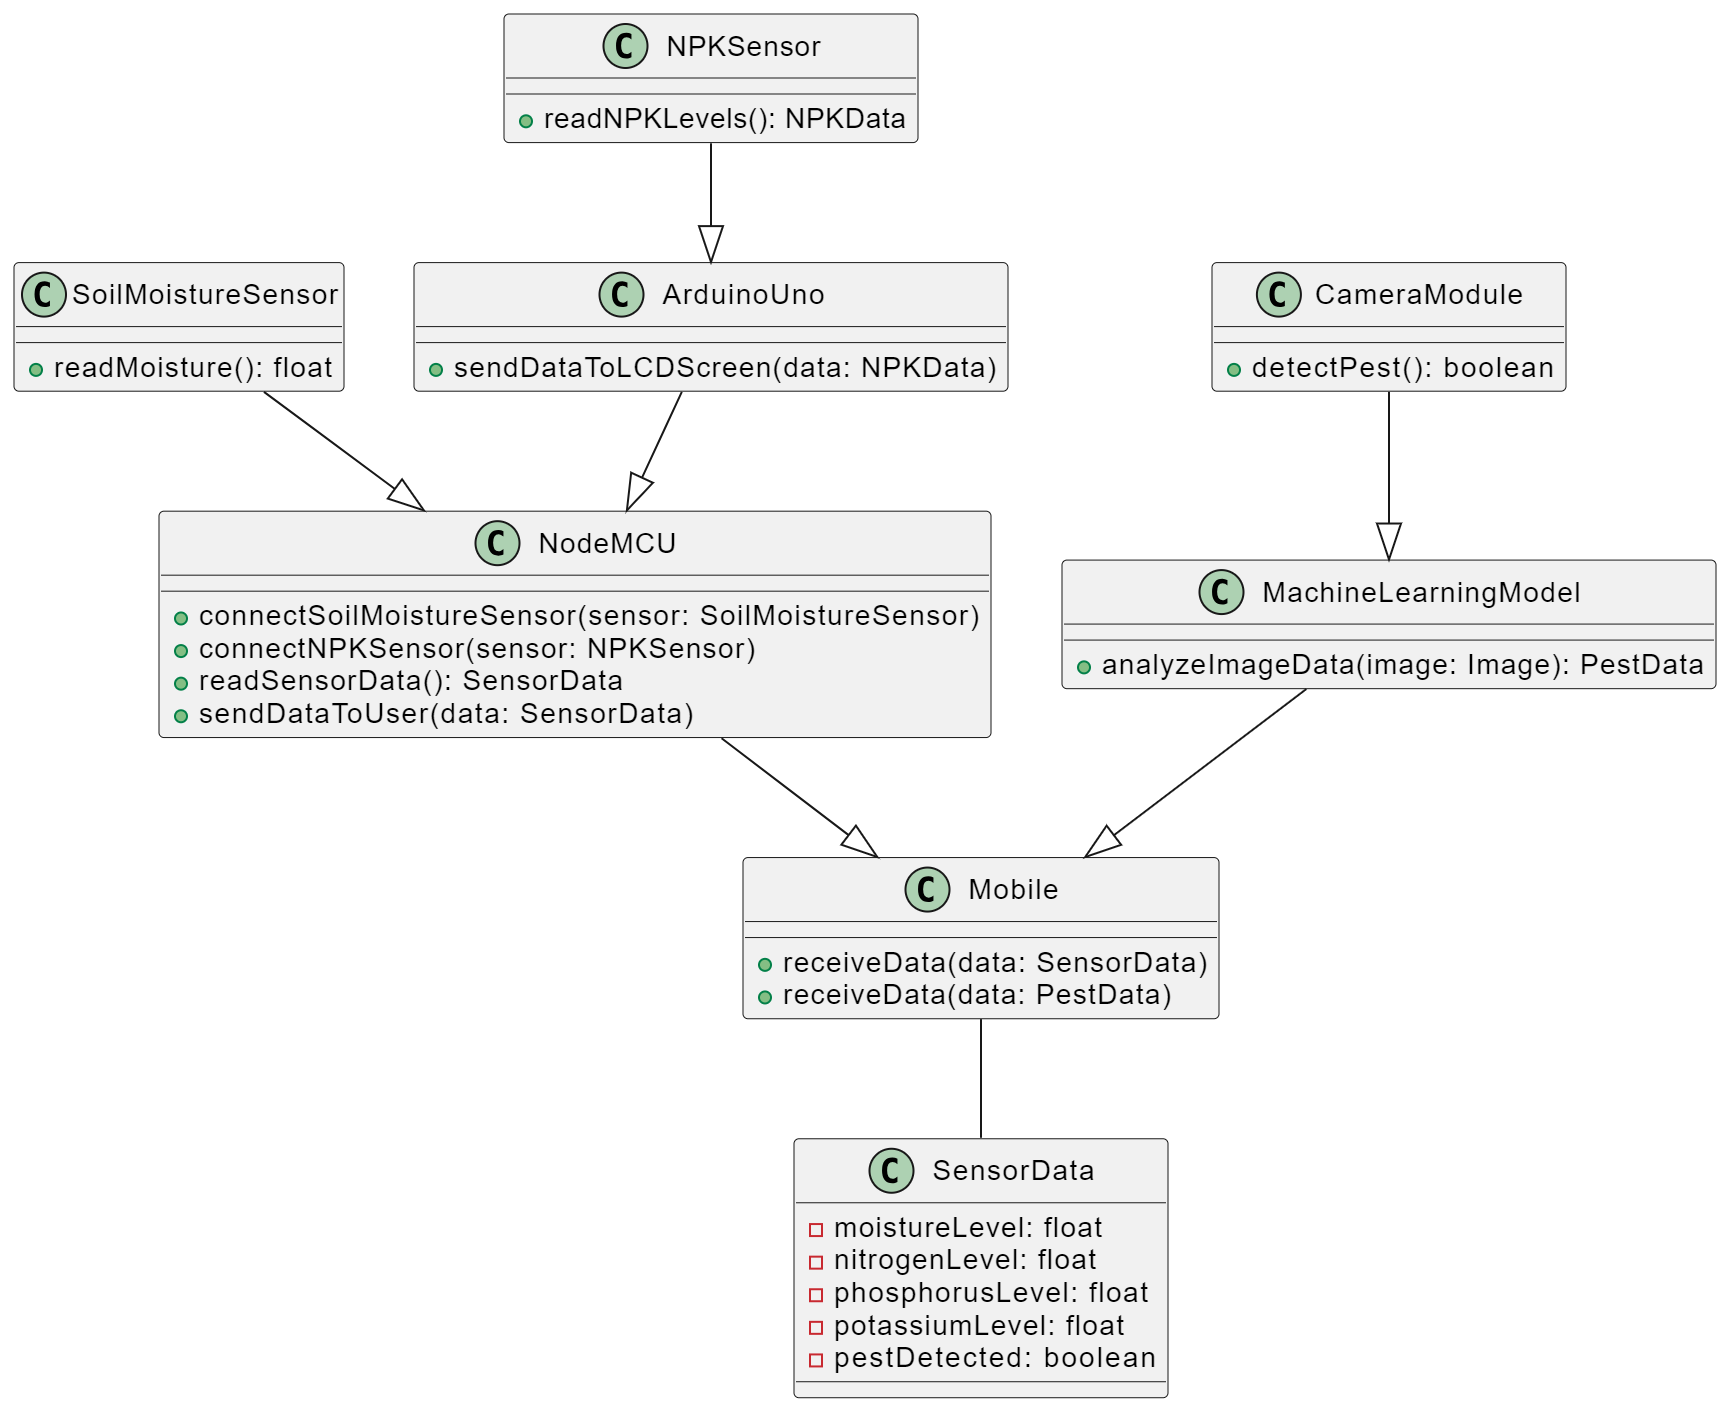 C NPKSensor
readNPKLevels(): NPKData
C SoilMoistureSensor
readMoisture(): float
C ArduinoUno
sendDataToLCDScreen(data: NPKData)
C CameraModule
detectPest(): boolean
C NodeMCU
connectSoilMoistureSensor(sensor: SoilMoistureSensor)
connectNPKSensor(sensor: NPKSensor)
readSensorData(): SensorData
sendDataToUser(data: SensorData)
C MachineLearningModel
analyzeImageData(image: Image): PestData
C Mobile
receiveData(data: SensorData)
receiveData(data: PestData)
C SensorData
moistureLevel: float
nitrogenLevel: float
phosphorusLevel: float
potassiumLevel: float
pestDetected: boolean